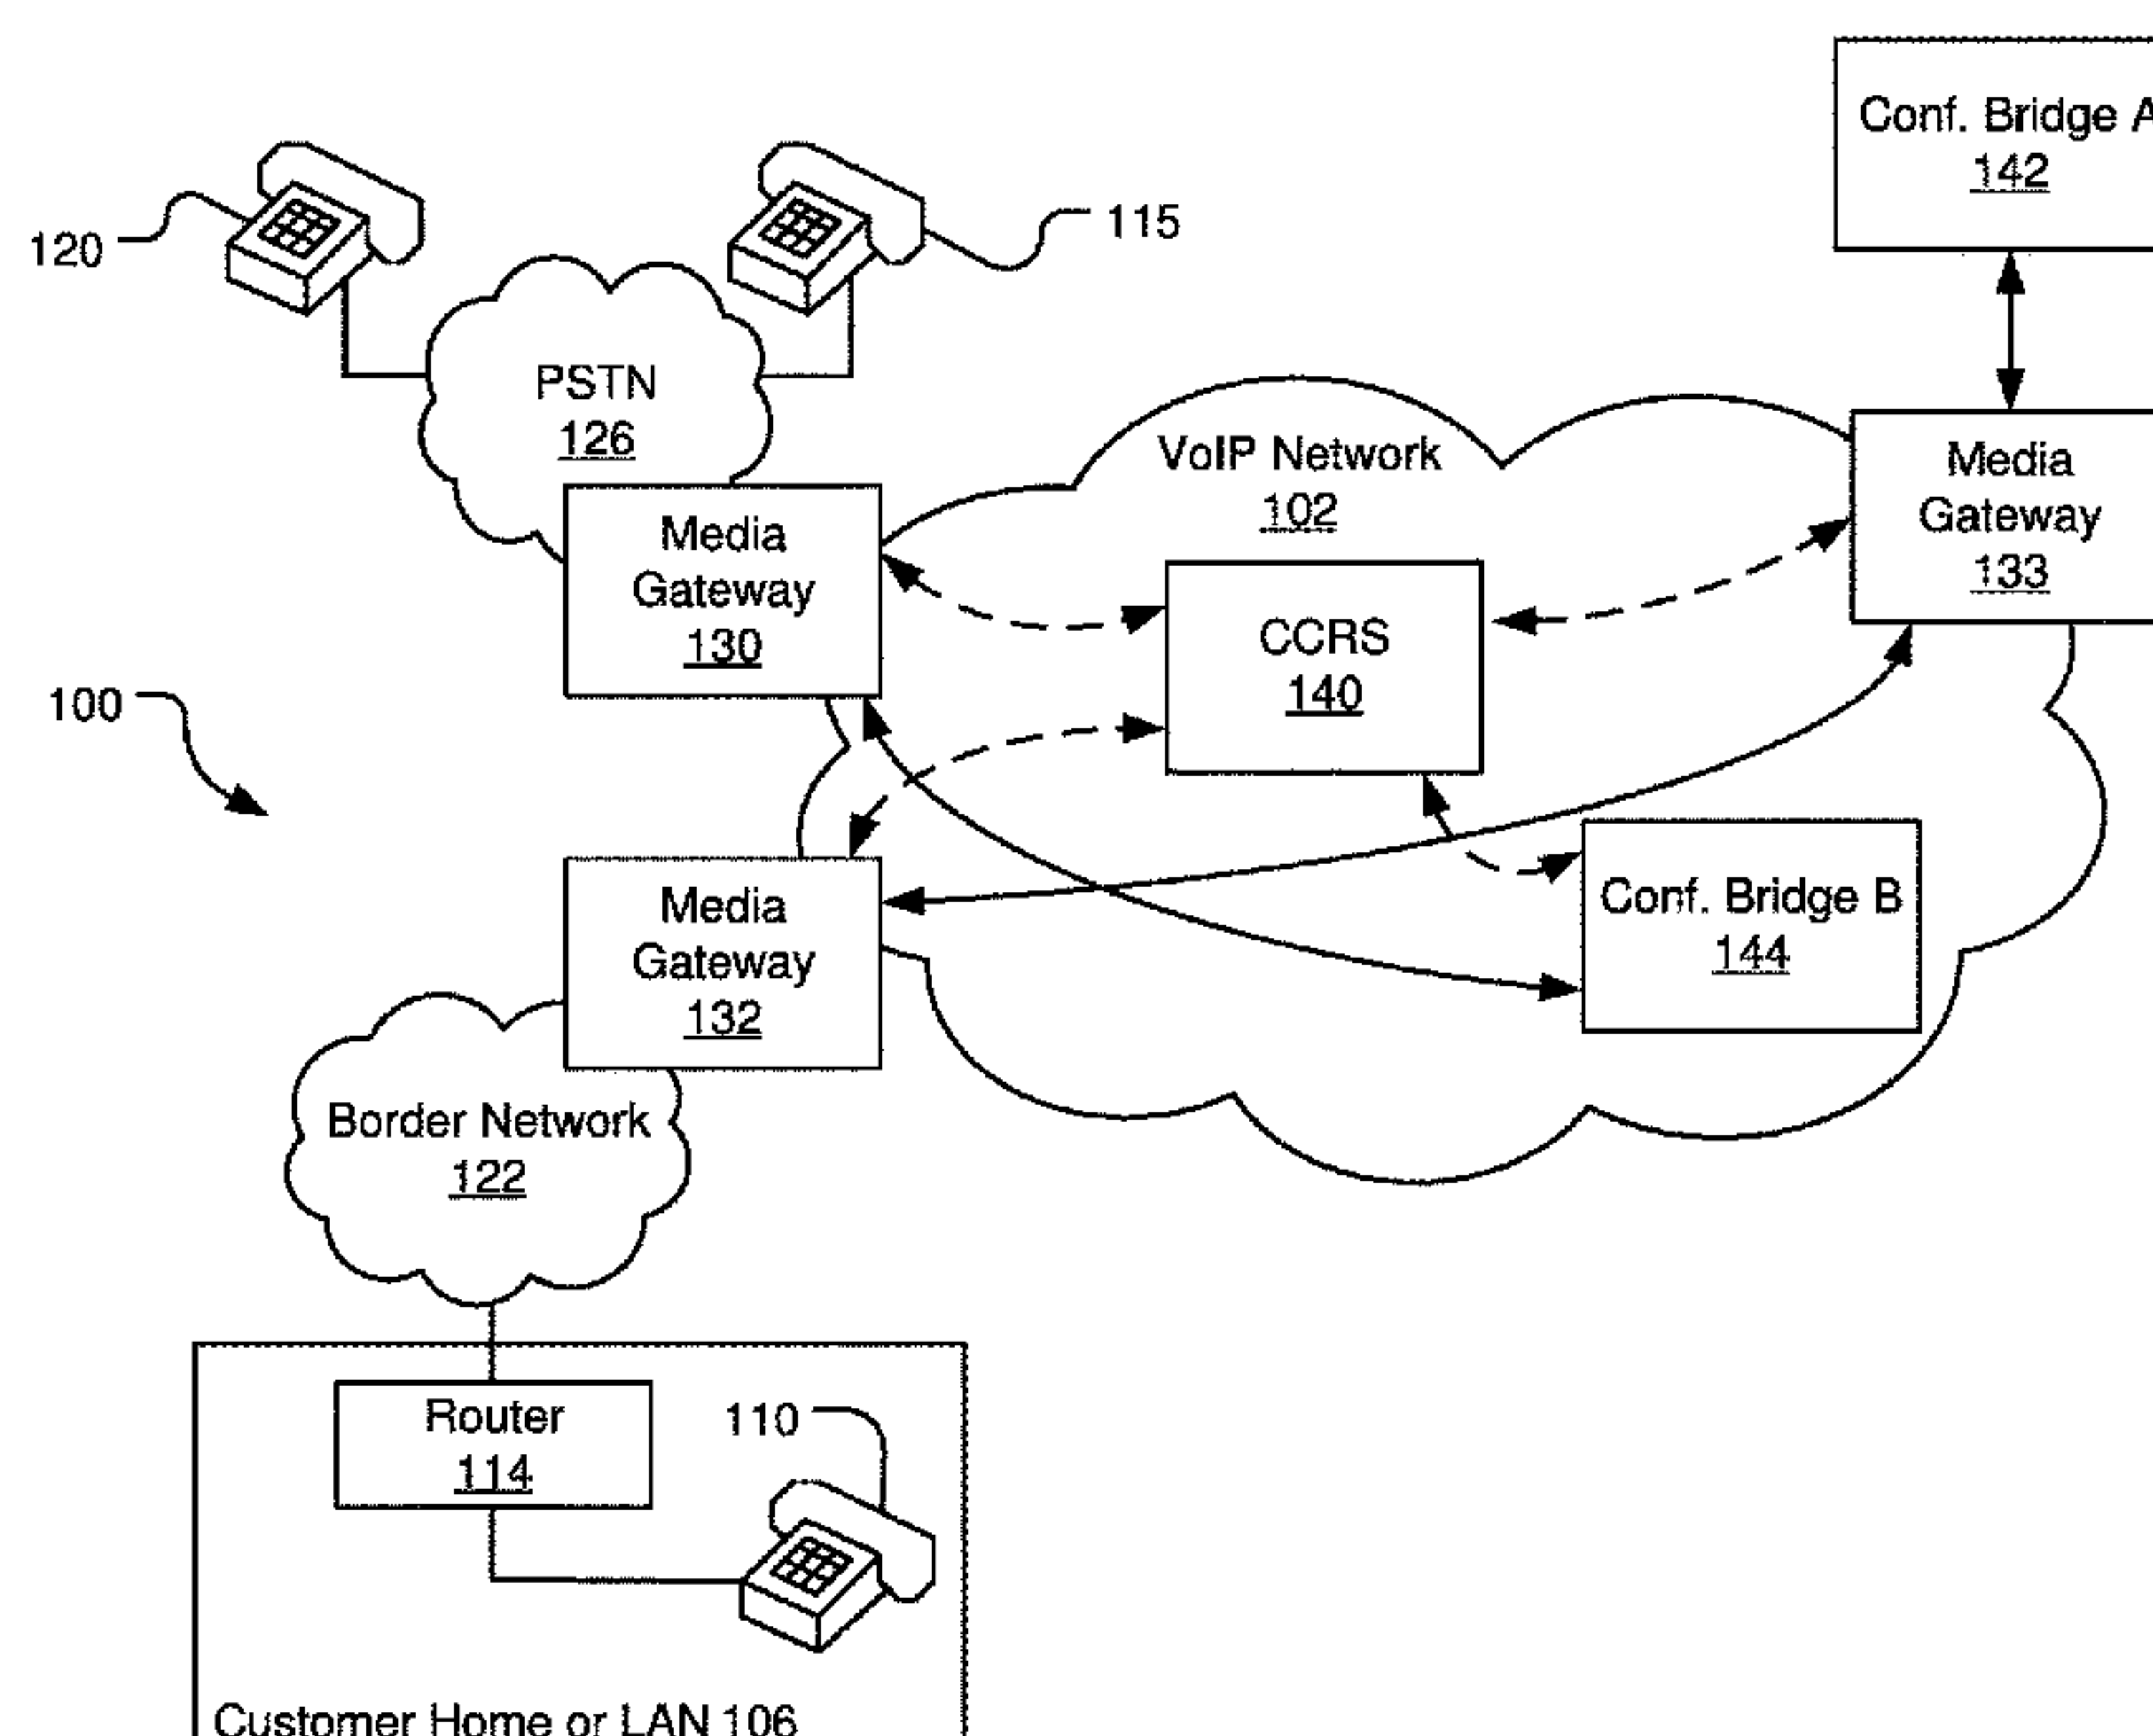 Conf. Bridge A
142
120
115
PSTN
126
VoIP Network
102
Media
Gateway
133
Media
Gateway
130
CCRS
140
100
Media
Gateway
132
Conf. Bridge B
144
Border Network
122
Router
114
110
Customer Home or LAN 106